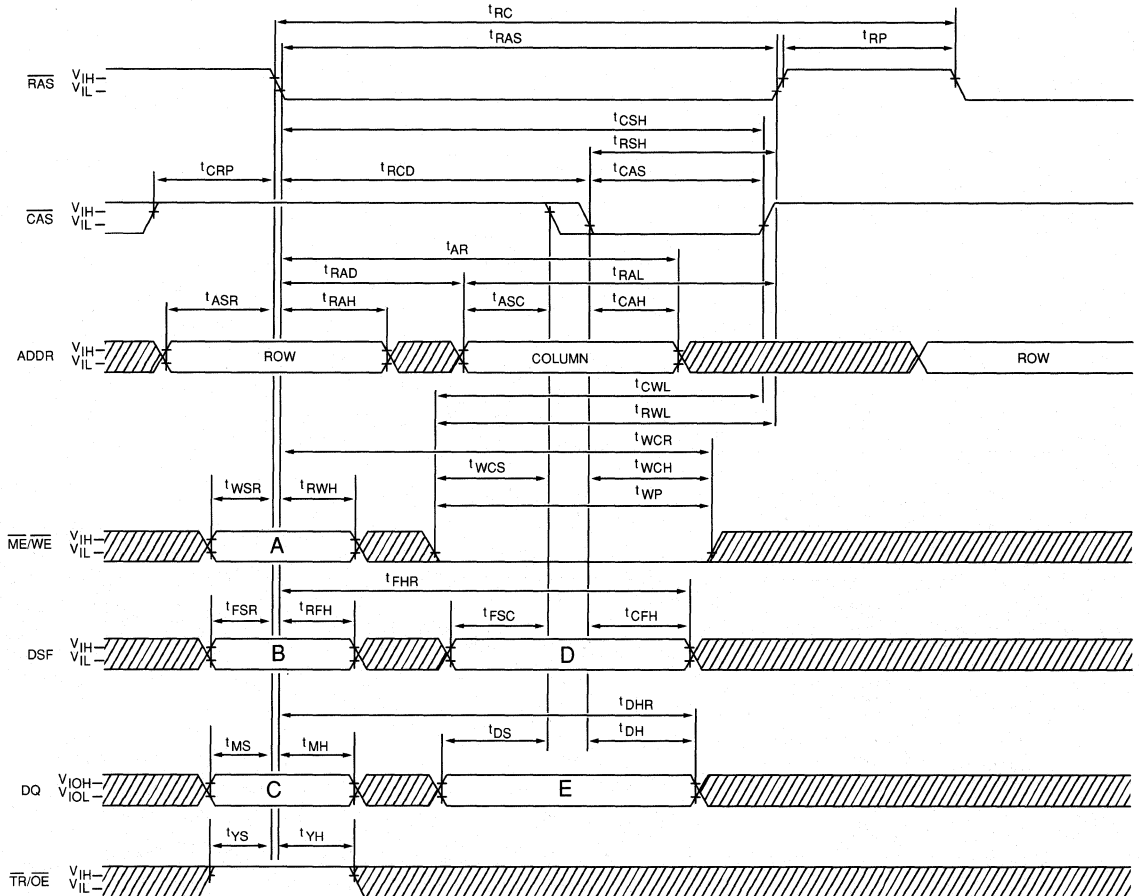 tRC
tRAS tRP
RAS VIH VIL
tCSH
tRSH
tCRP tRCD tCAS
CAS VIH VIL
tAR
tRAD tRAL
tASR tRAH tASC tCAH
ADDR VIH VIL ROW COLUMN ROW
tCWL
tRWL
tWCR
tWCS tWCH
tWSR tRWH tWP
ME/WE VIH VIL A
tFHR
tFSR tRFH tFSC tCFH
DSF VIH VIL B D
tDHR
tMS tMH tDS tDH
DQ VIOH VIOL C E
tYS tYH
TR/OE VIH VIL